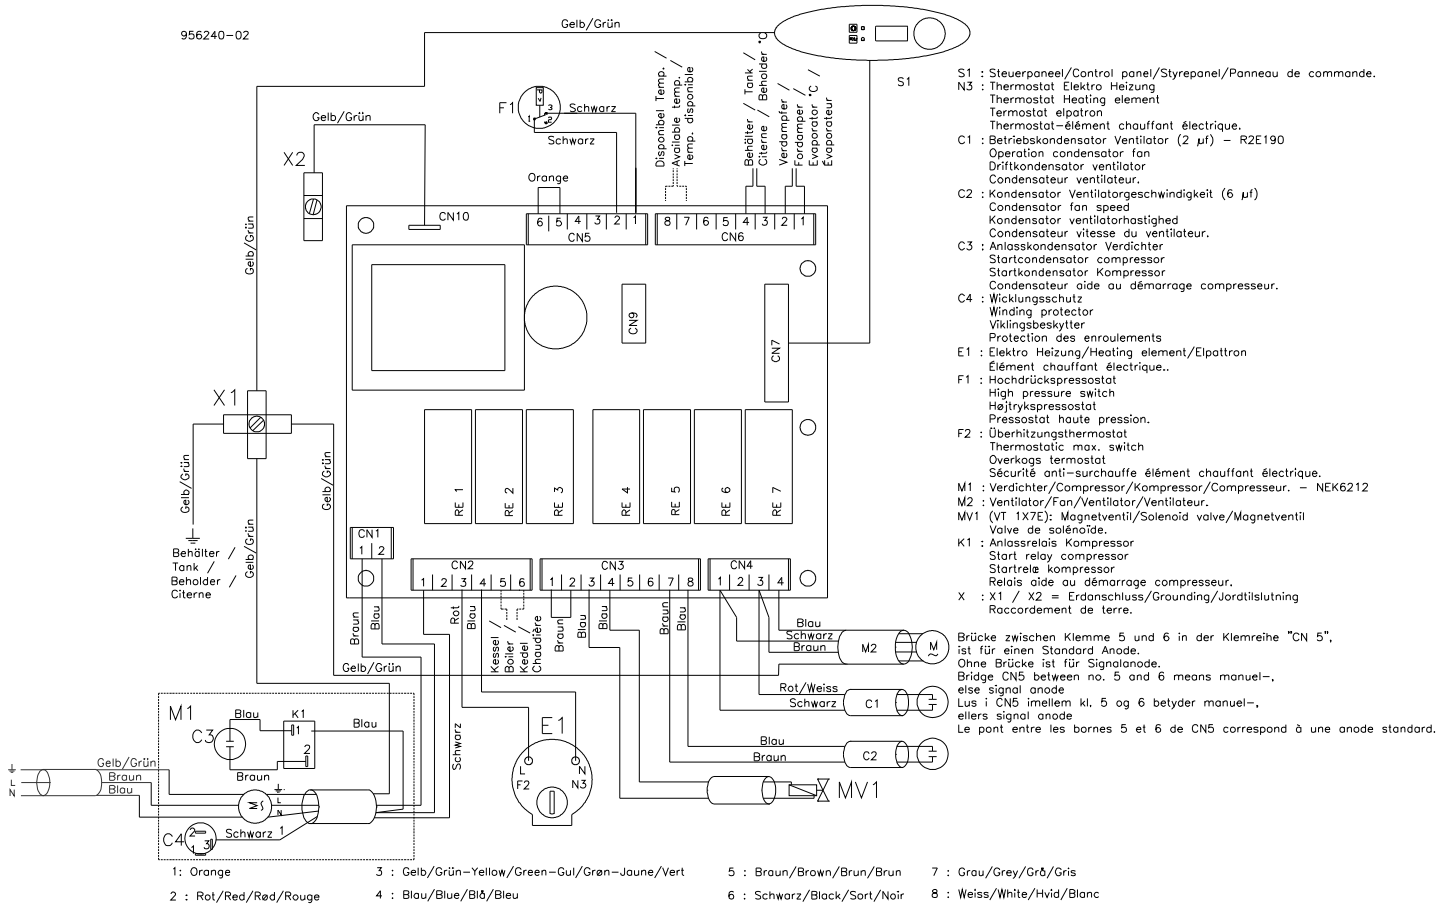 956240-02
Gelb/Grün
S1
S1 : Steuerpaneel/Control panel/Styrepanel/Panneau de commande.
N3 : Thermostat Elektro Heizung
Thermostat Heating element
Termostat elpatron
Thermostat-élément chauffant électrique.
C1 : Betriebskondensator Ventilator (2 µf) - R2E190
Operation condensator fan
Driftkondensator ventilator
Condensateur ventilateur.
C2 : Kondensator Ventilatorgeschwindigkeit (6 µf)
Condensator fan speed
Kondensator ventilatorhastighed
Condensateur vitesse du ventilateur.
C3 : Anlasskondensator Verdichter
Startcondensator compressor
Startkondensator Kompressor
Condensateur aide au démarrage compresseur.
C4 : Wicklungsschutz
Winding protector
Viklingsbeskytter
Protection des enroulements
E1 : Elektro Heizung/Heating element/Elpattron
Élément chauffant électrique..
F1 : Hochdrückspressostat
High pressure switch
Højtrykspressostat
Pressostat haute pression.
F2 : Überhitzungsthermostat
Thermostatic max. switch
Overkogs termostat
Sécurité anti-surchauffe élément chauffant électrique.
M1 : Verdichter/Compressor/Kompressor/Compresseur. - NEK6212
M2 : Ventilator/Fan/Ventilator/Ventilateur.
MV1 (VT 1X7E): Magnetventil/Solenoid valve/Magnetventil
Valve de solénoïde.
K1 : Anlassrelais Kompressor
Start relay compressor
Startrelæ kompressor
Relais aide au démarrage compresseur.
X : X1 / X2 = Erdanschluss/Grounding/Jordtilslutning
Raccordement de terre.
Brücke zwischen Klemme 5 und 6 in der Klemreihe "CN 5",
ist für einen Standard Anode.
Ohne Brücke ist für Signalanode.
Bridge CN5 between no. 5 and 6 means manuel-,
else signal anode
Lus i CN5 imellem kl. 5 og 6 betyder manuel-,
ellers signal anode
Le pont entre les bornes 5 et 6 de CN5 correspond à une anode standard.
F1
P
1
3
2
Schwarz
Schwarz
Disponibel Temp. /
Available temp. /
Temp. disponible
Behälter / Tank /
Citerne / Beholder °C
Verdampfer /
Fordamper /
Evaporator °C /
Évaporateur
Gelb/Grün
X2
Orange
CN10
6 5 4 3 2 1
CN5
8 7 6 5 4 3 2 1
CN6
Gelb/Grün
CN9
CN7
X1
Gelb/Grün
Gelb/Grün
Gelb/Grün
Behälter /
Tank /
Beholder /
Citerne
RE 1
RE 2
RE 3
RE 4
RE 5
RE 6
RE 7
CN1
1 2
CN2
1 2 3 4 5 6
CN3
1 2 3 4 5 6 7 8
CN4
1 2 3 4
Braun
Blau
Rot
Blau
Kessel /
Boiler /
Kedel /
Chaudière
Braun
Blau
Blau
Braun
Blau
Blau
Schwarz
Braun
M2
M
~
Gelb/Grün
Rot/Weiss
Schwarz
C1
Blau
Braun
C2
MV1
Schwarz
E1
L
F2
N
N3
M1
K1
Blau
1
2
Blau
C3
Braun
Gelb/Grün
Braun
Blau
L
N
M
L
N
C4
2
1
3
Schwarz 1
1: Orange
3 : Gelb/Grün-Yellow/Green-Gul/Grøn-Jaune/Vert
5 : Braun/Brown/Brun/Brun
7 : Grau/Grey/Grå/Gris
2 : Rot/Red/Rød/Rouge
4 : Blau/Blue/Blå/Bleu
6 : Schwarz/Black/Sort/Noir
8 : Weiss/White/Hvid/Blanc